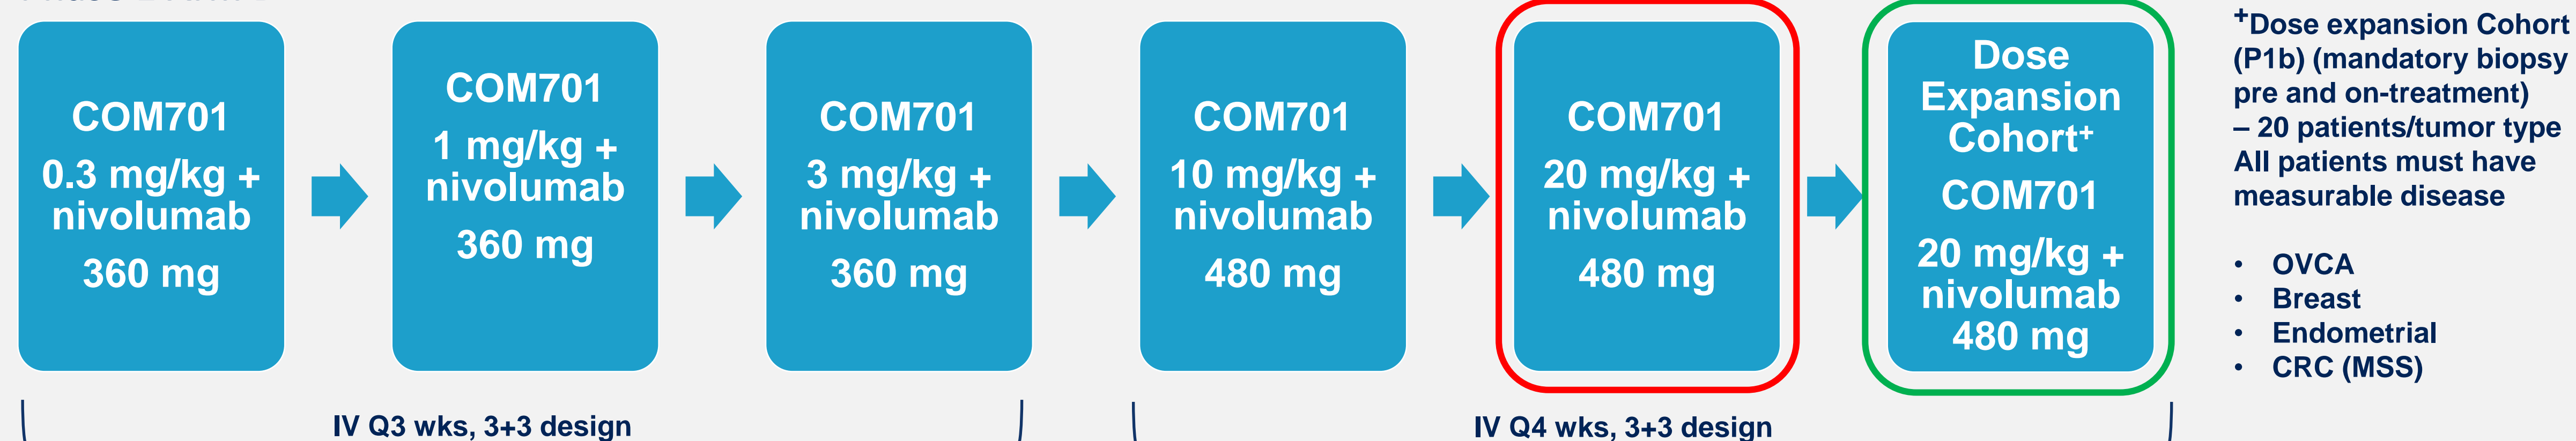 COM701
0.3 mg/kg +
nivolumab
360 mg
COM701
1 mg/kg +
nivolumab
360 mg
COM701
3 mg/kg +
nivolumab
360 mg
COM701
10 mg/kg +
nivolumab
480 mg
COM701
20 mg/kg +
nivolumab
480 mg
Dose
Expansion
Cohort+
COM701
20 mg/kg +
nivolumab
480 mg
+Dose expansion Cohort
(P1b) (mandatory biopsy
pre and on-treatment)
– 20 patients/tumor type
All patients must have
measurable disease
• OVCA
• Breast
• Endometrial
• CRC (MSS)
IV Q3 wks, 3+3 design
IV Q4 wks, 3+3 design